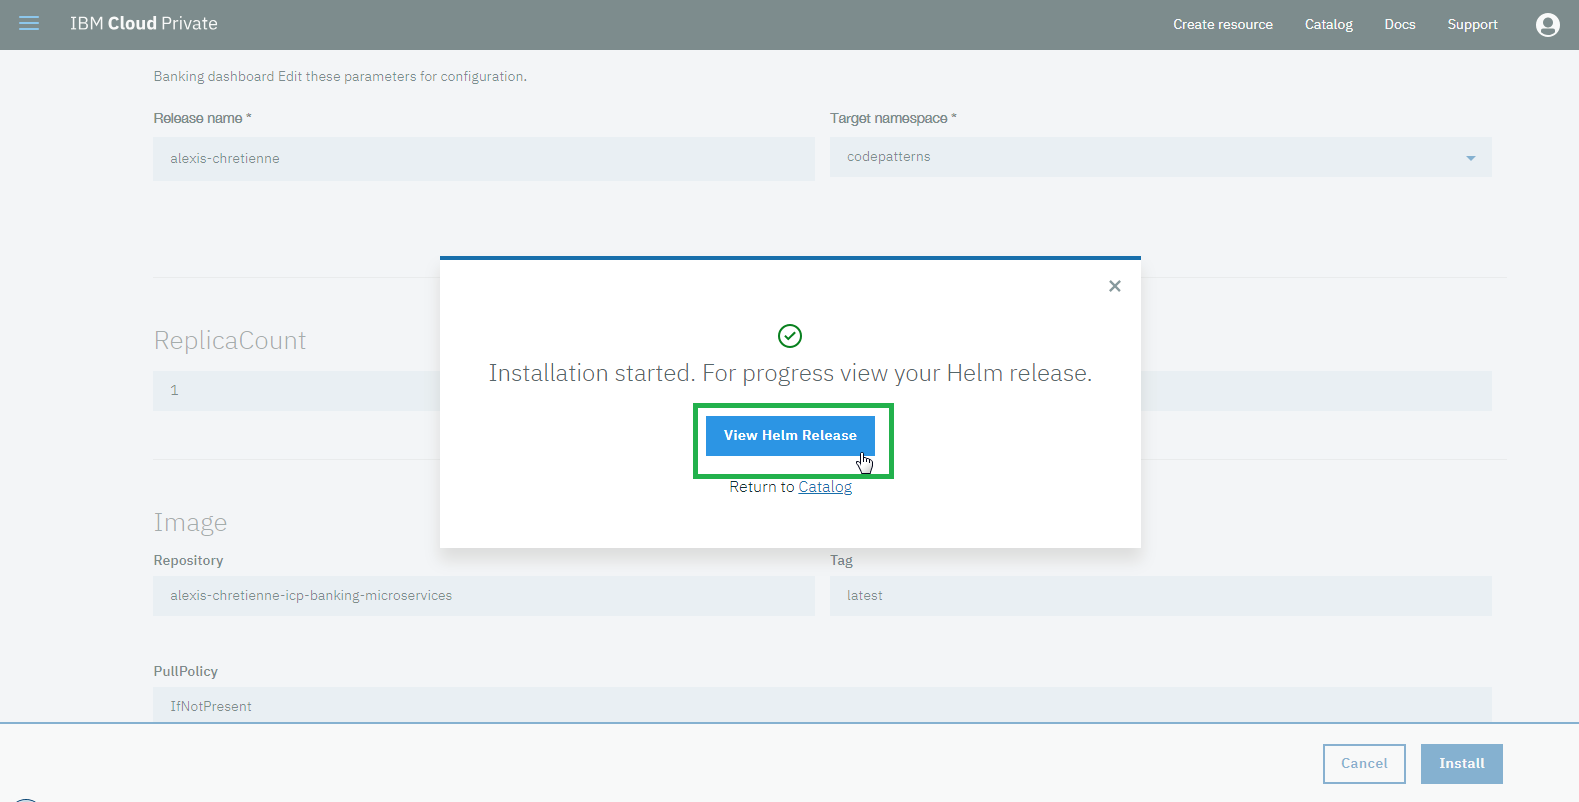 IBM Cloud Private
Create resource Catalog Docs Support
Banking dashboard Edit these parameters for configuration.
Release name * Target namespace *
alexis-chretienne codepatterns
Installation started. For progress view your Helm release.
View Helm Release
Return to Catalog
ReplicaCount
1
Image
Repository Tag
alexis-chretienne-icp-banking-microservices latest
PullPolicy
IfNotPresent
Cancel Install